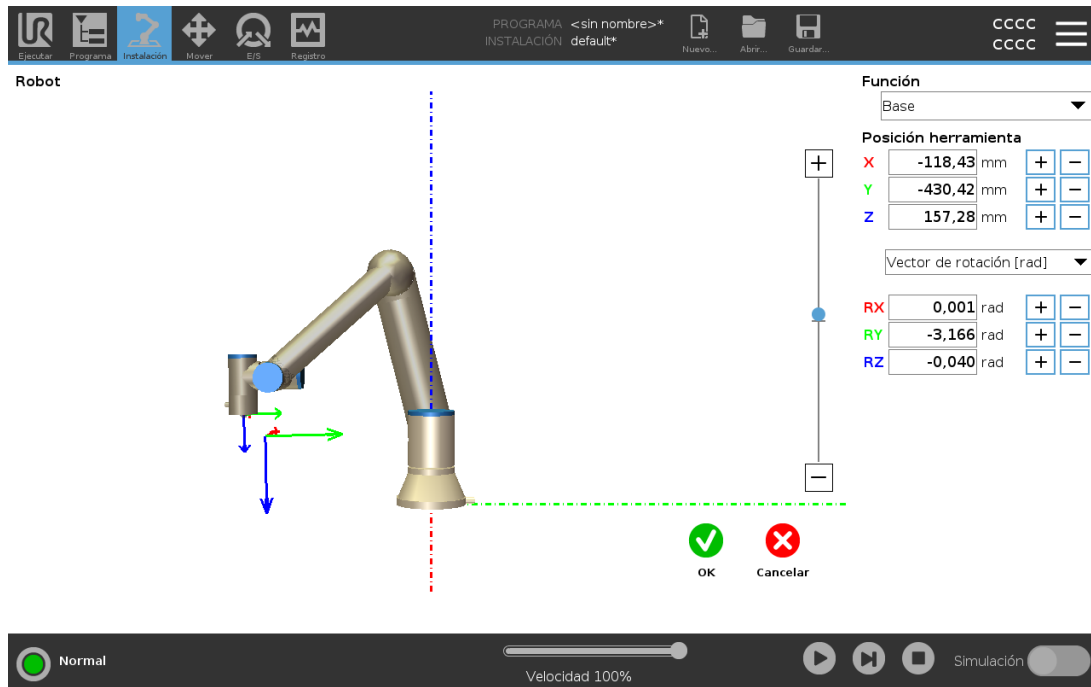 UR
Ejecutar Programa Instalación Mover E/S Registro
PROGRAMA <sin nombre>*
INSTALACIÓN default*
Nuevo... Abrir... Guardar...
CCCC
CCCC
Robot
Función
Base
Posición herramienta
X -118,43 mm + −
Y -430,42 mm + −
Z 157,28 mm + −
Vector de rotación [rad]
RX 0,001 rad + −
RY -3,166 rad + −
RZ -0,040 rad + −
+
−
OK Cancelar
Normal
Velocidad 100%
Simulación